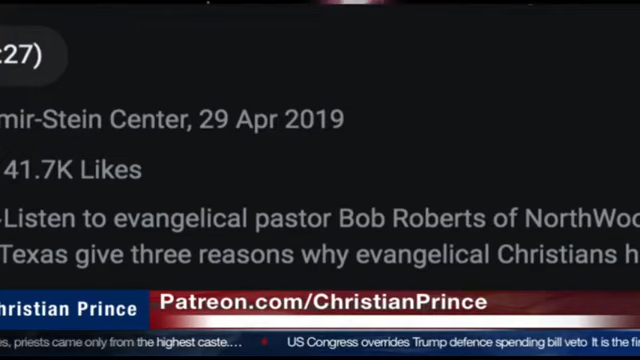 :27)
mir-Stein Center, 29 Apr 2019
41.7K Likes
-Listen to evangelical pastor Bob Roberts of NorthWoo
Texas give three reasons why evangelical Christians h
hristian Prince
Patreon.com/ChristianPrince
es, priests came only from the highest caste.... US Congress overrides Trump defence spending bill veto It is the fi